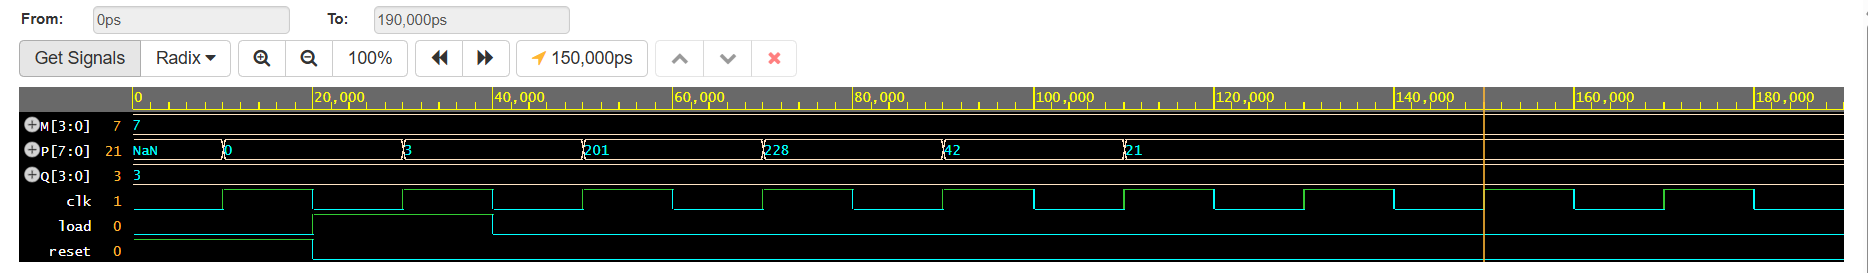 From: 0ps To: 190,000ps
Get Signals Radix 100% 150,000ps
0 20,000 40,000 60,000 80,000 100,000 120,000 140,000 160,000 180,000
M[3:0] 7 7
P[7:0] 21 NaN 0 3 201 228 42 21
Q[3:0] 3 3
clk 1
load 0
reset 0